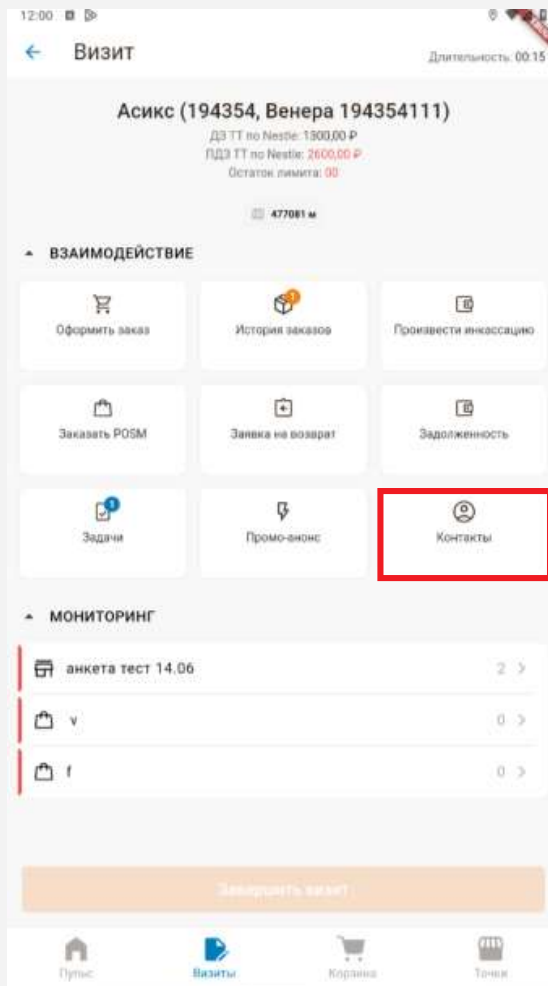 12:00
Визит
Длительность: 00:15
Асикс (194354, Венера 194354111)
ДЗ ТТ по Nestle: 1300,00 ₽
ПДЗ ТТ по Nestle: 2600,00 ₽
Остаток лимита: 00
477081 м
ВЗАИМОДЕЙСТВИЕ
Оформить заказ
1
История заказов
Произвести инкассацию
Заказать POSM
Заявка на возврат
Задолженность
1
Задачи
Промо-анонс
Контакты
МОНИТОРИНГ
анкета тест 14.06 2
v 0
f 0
Завершить визит
Пульс Визиты Корзина Точки